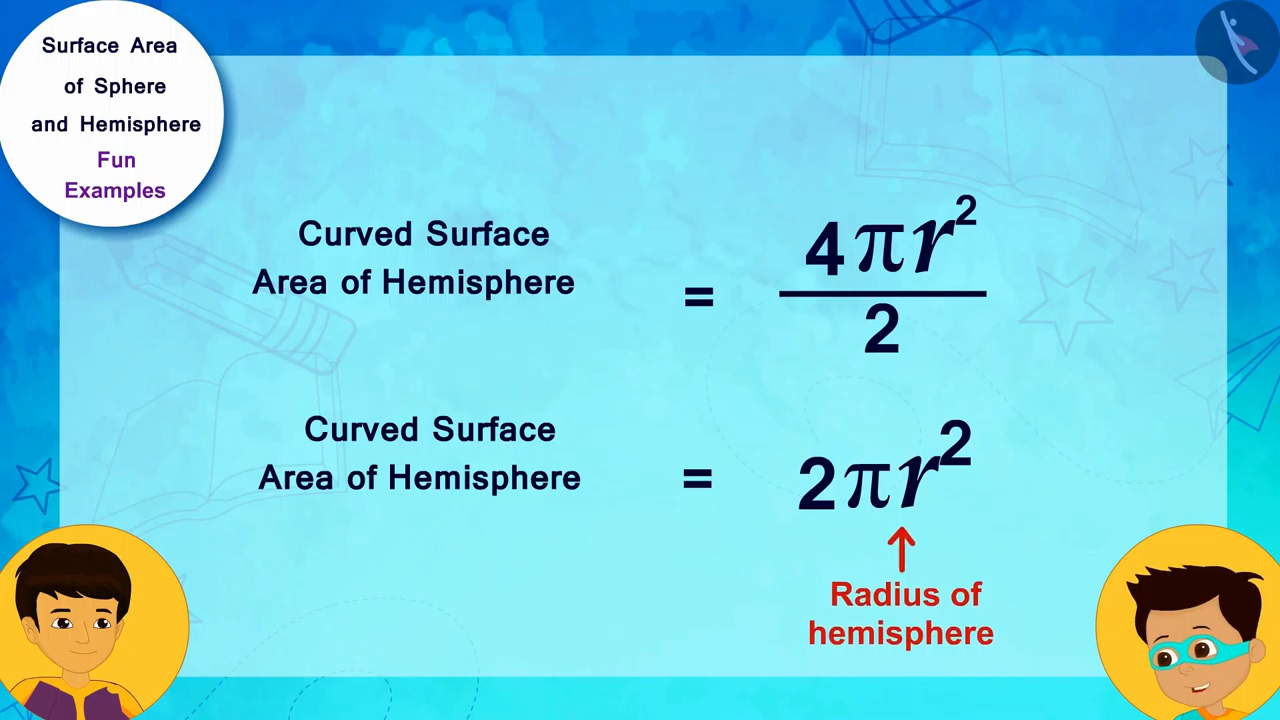 Surface Area
of Sphere
and Hemisphere
Fun
Examples
Curved Surface
Area of Hemisphere
=
4πr²
2
Curved Surface
Area of Hemisphere
=
2πr²
Radius of
hemisphere